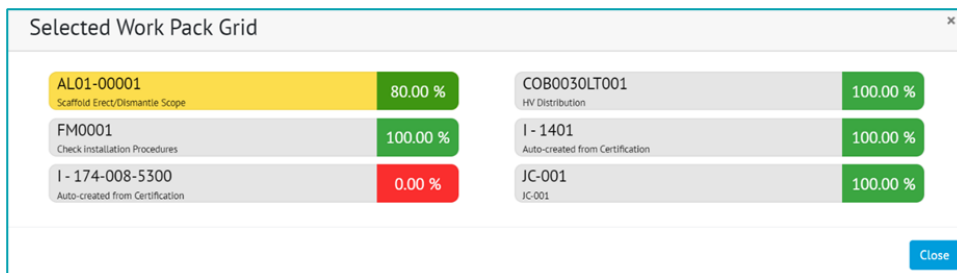 Selected Work Pack Grid
×
AL01-00001
Scaffold Erect/Dismantle Scope
80.00 %
COB0030LT001
HV Distribution
100.00 %
FM0001
Check Installation Procedures
100.00 %
I - 1401
Auto-created from Certification
100.00 %
I - 174-008-5300
Auto-created from Certification
0.00 %
JC-001
JC-001
100.00 %
Close